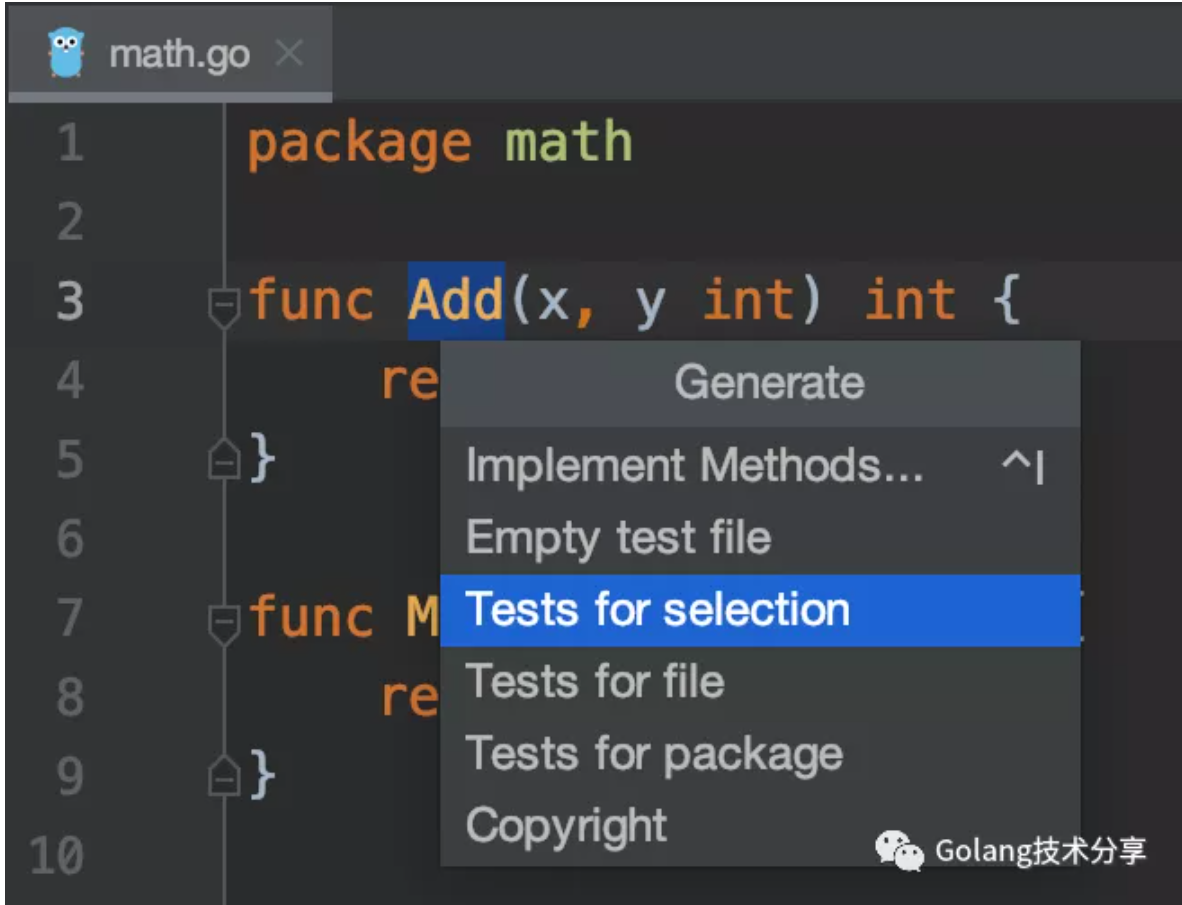 math.go
1 package math
2
3 func Add(x, y int) int {
4 re
5 }
6
7 func M
8 re
9 }
10
Generate
Implement Methods... ^I
Empty test file
Tests for selection
Tests for file
Tests for package
Copyright
Golang技术分享